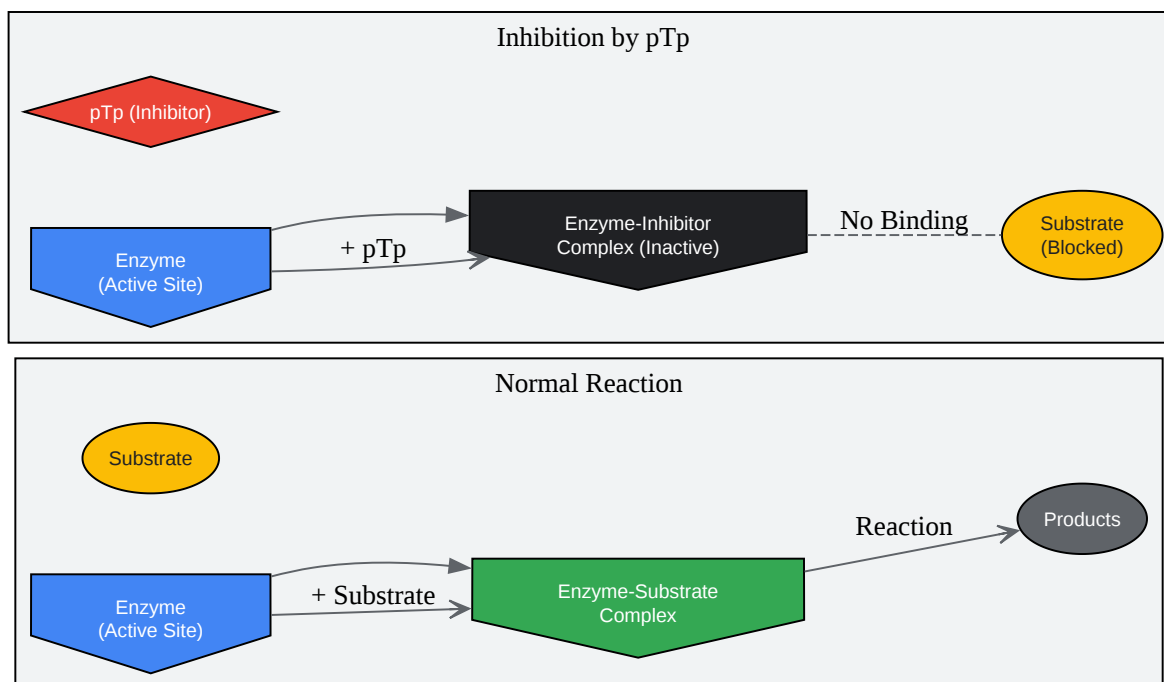 Inhibition by pTp
pTp (Inhibitor)
Enzyme
(Active Site)
+ pTp
Enzyme-Inhibitor
Complex (Inactive)
No Binding
Substrate
(Blocked)
Normal Reaction
Substrate
Enzyme
(Active Site)
+ Substrate
Enzyme-Substrate
Complex
Reaction
Products